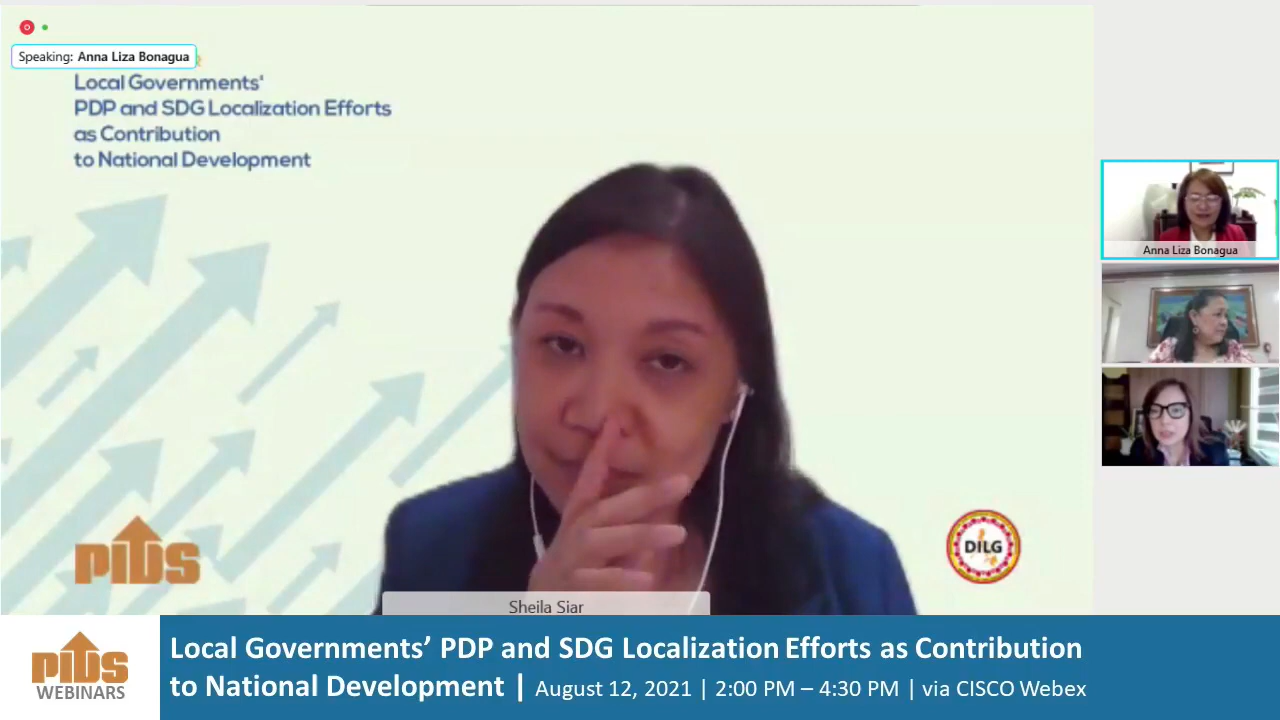 Speaking: Anna Liza Bonagua
Local Governments'
PDP and SDG Localization Efforts
as Contribution
to National Development
Anna Liza Bonagua
PIDS
DILG
Sheila Siar
PIDS
WEBINARS
Local Governments’ PDP and SDG Localization Efforts as Contribution
to National Development | August 12, 2021 | 2:00 PM – 4:30 PM | via CISCO Webex